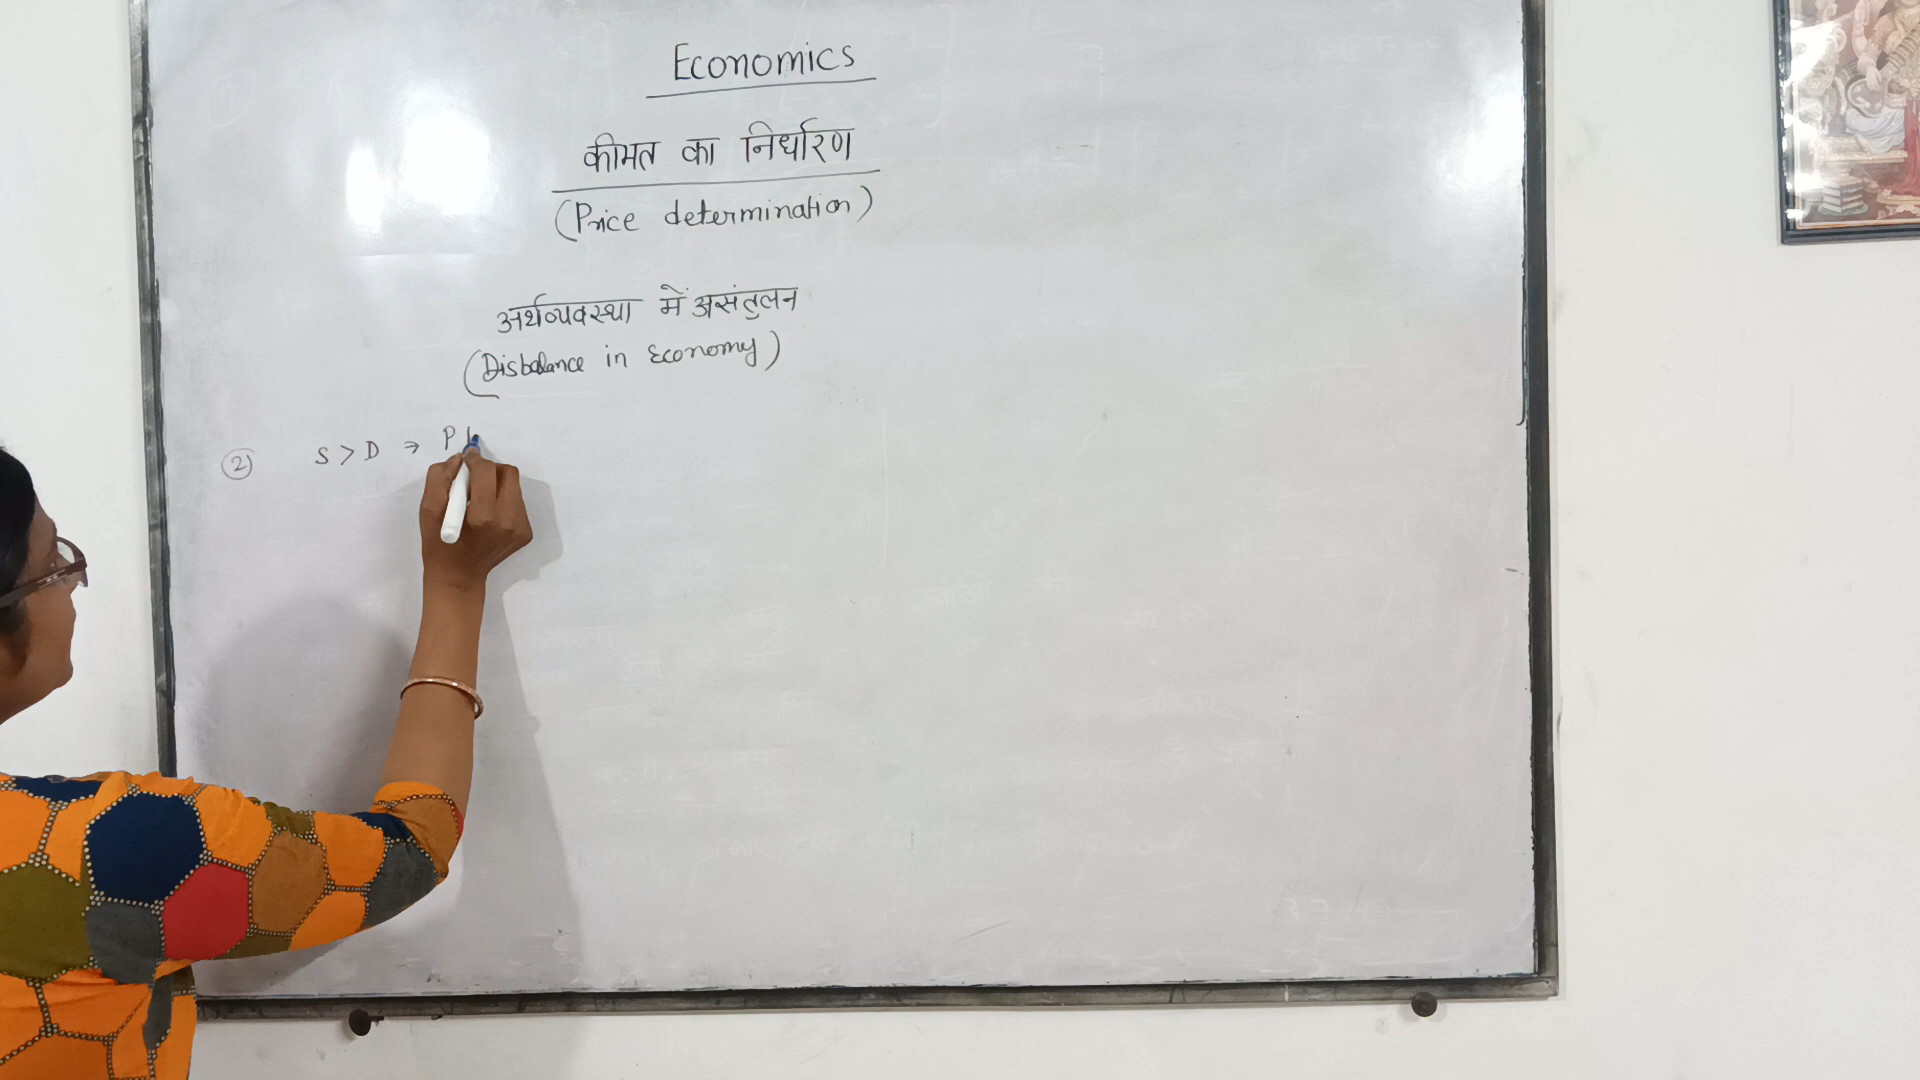 Economics
कीमत का निर्धारण
(Price determination)
अर्थव्यवस्था में असंतुलन
(Disbalance in Economy)
(2) S > D ⇒ P